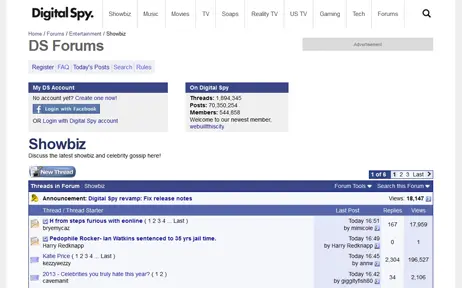 Digital Spy.
Showbiz Music Movies TV Soaps Reality TV US TV Gaming Tech Forums
Home / Forums / Entertainment / Showbiz
DS Forums
Advertisement
Register FAQ Today's Posts Search Rules
My DS Account
No account yet? Create one now!
Login with Facebook
OR Login with Digital Spy account
On Digital Spy
Threads: 1,894,345
Posts: 70,350,254
Members: 544,658
Welcome to our newest member,
webuiltthiscity
Showbiz
Discuss the latest showbiz and celebrity gossip here!
New Thread
1 of 6 1 2 3 Last >
Threads in Forum : Showbiz Forum Tools Search this Forum
Announcement: Digital Spy revamp: Fix release notes Views: 18,147
Thread / Thread Starter Last Post Replies Views
H from steps furious with eonline ( 1 2 3 4 ... Last )
bryemycaz
Today 16:51
by mimicole
167 17,959
Pedophile Rocker- Ian Watkins sentenced to 35 yrs jail time.
Harry Redknapp
Today 16:49
by Harry Redknapp
0 1
Katie Price ( 1 2 3 4 ... Last )
kezzywezzy
Today 16:45
by annw
2,304 196,527
2013 - Celebrities you truly hate this year? ( 1 2 )
cavemanit
Today 16:42
by gigglyfish80
34 2,106